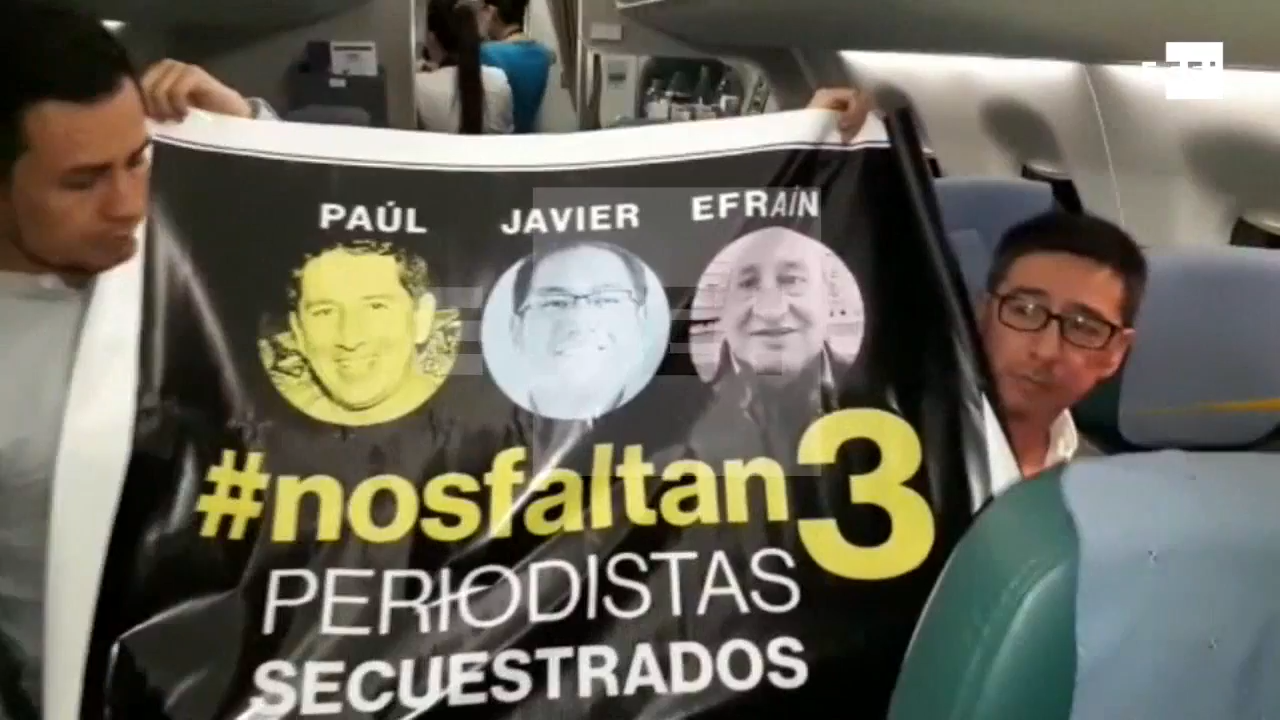 PAÚL JAVIER EFRAÍN
#nosfaltan3
PERIODISTAS
SECUESTRADOS